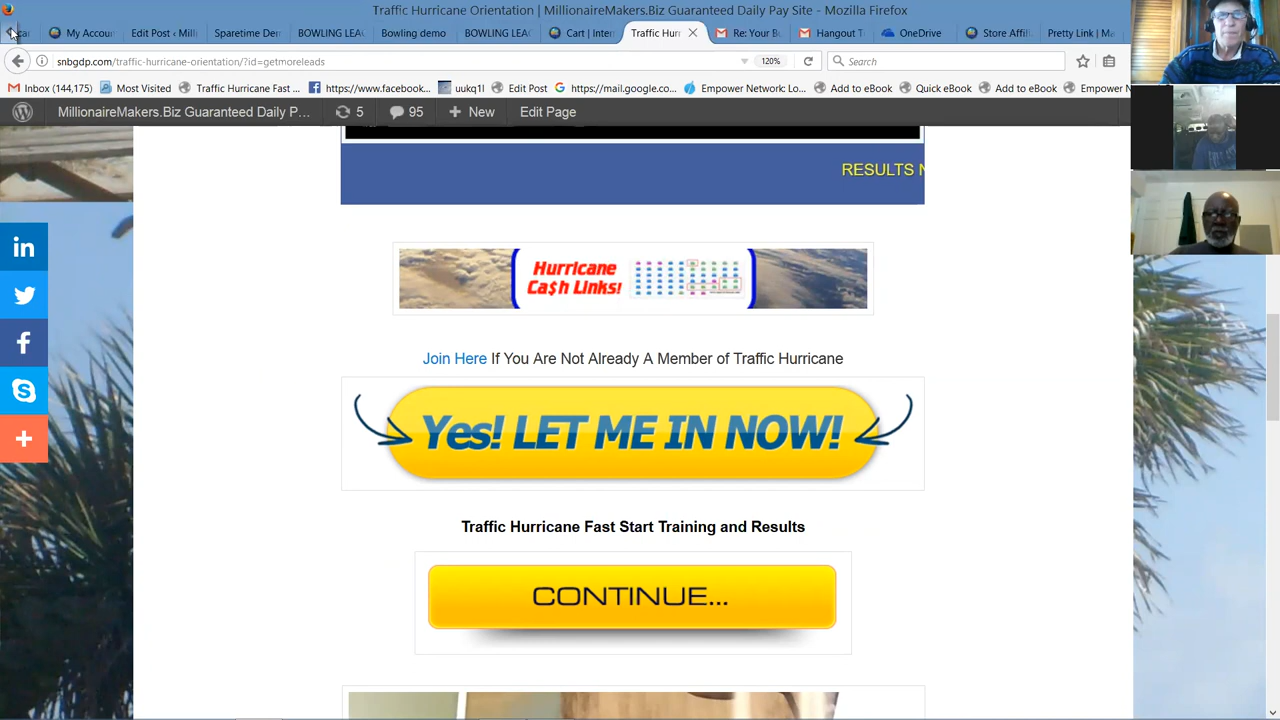 Traffic Hurricane Orientation | MillionaireMakers.Biz Guaranteed Daily Pay Site - Mozilla Firefox
My Accoun
Edit Post ‹ Milli
Sparetime Dem
BOWLING LEA
Bowling demo
BOWLING LEA
Cart | Inter
Traffic Hurr
Re: Your Bu
Hangout T
OneDrive
Store Affilia
Pretty Link | Ma
snbgdp.com/traffic-hurricane-orientation/?id=getmoreleads
120%
Search
Inbox (144,175)
Most Visited
Traffic Hurricane Fast ...
https://www.facebook...
uukq1l
Edit Post
https://mail.google.co...
Empower Network: Lo...
Add to eBook
Quick eBook
Add to eBook
Empower N
MillionaireMakers.Biz Guaranteed Daily P...
5
95
+ New
Edit Page
RESULTS N
Hurricane
Ca$h Links!
Join Here If You Are Not Already A Member of Traffic Hurricane
Yes! LET ME IN NOW!
Traffic Hurricane Fast Start Training and Results
CONTINUE...